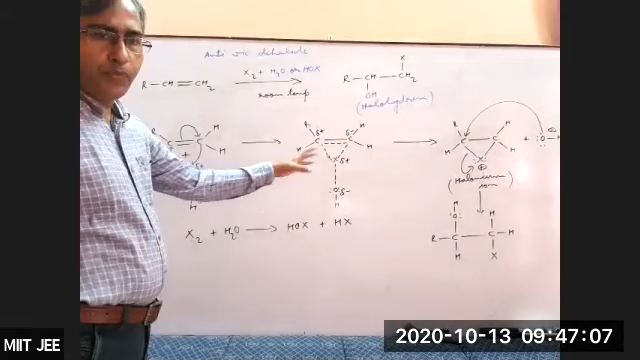 Anti vic dihalide
R — CH = CH2
X2 + H2O or HOX
room temp
R — CH — CH2
X
OH
(Halohydrin)
R
δ+
δ-
H
C
C
H
H
X δ+
:O: δ-
H
R
H
C
C
H
H
X
⊕
+ :O — H
(Halonium
ion)
X2 + H2O ⟶ HOX + HX
H
:O:
H
R — C — C — H
H
X
MIIT JEE
2020-10-13 09:47:07